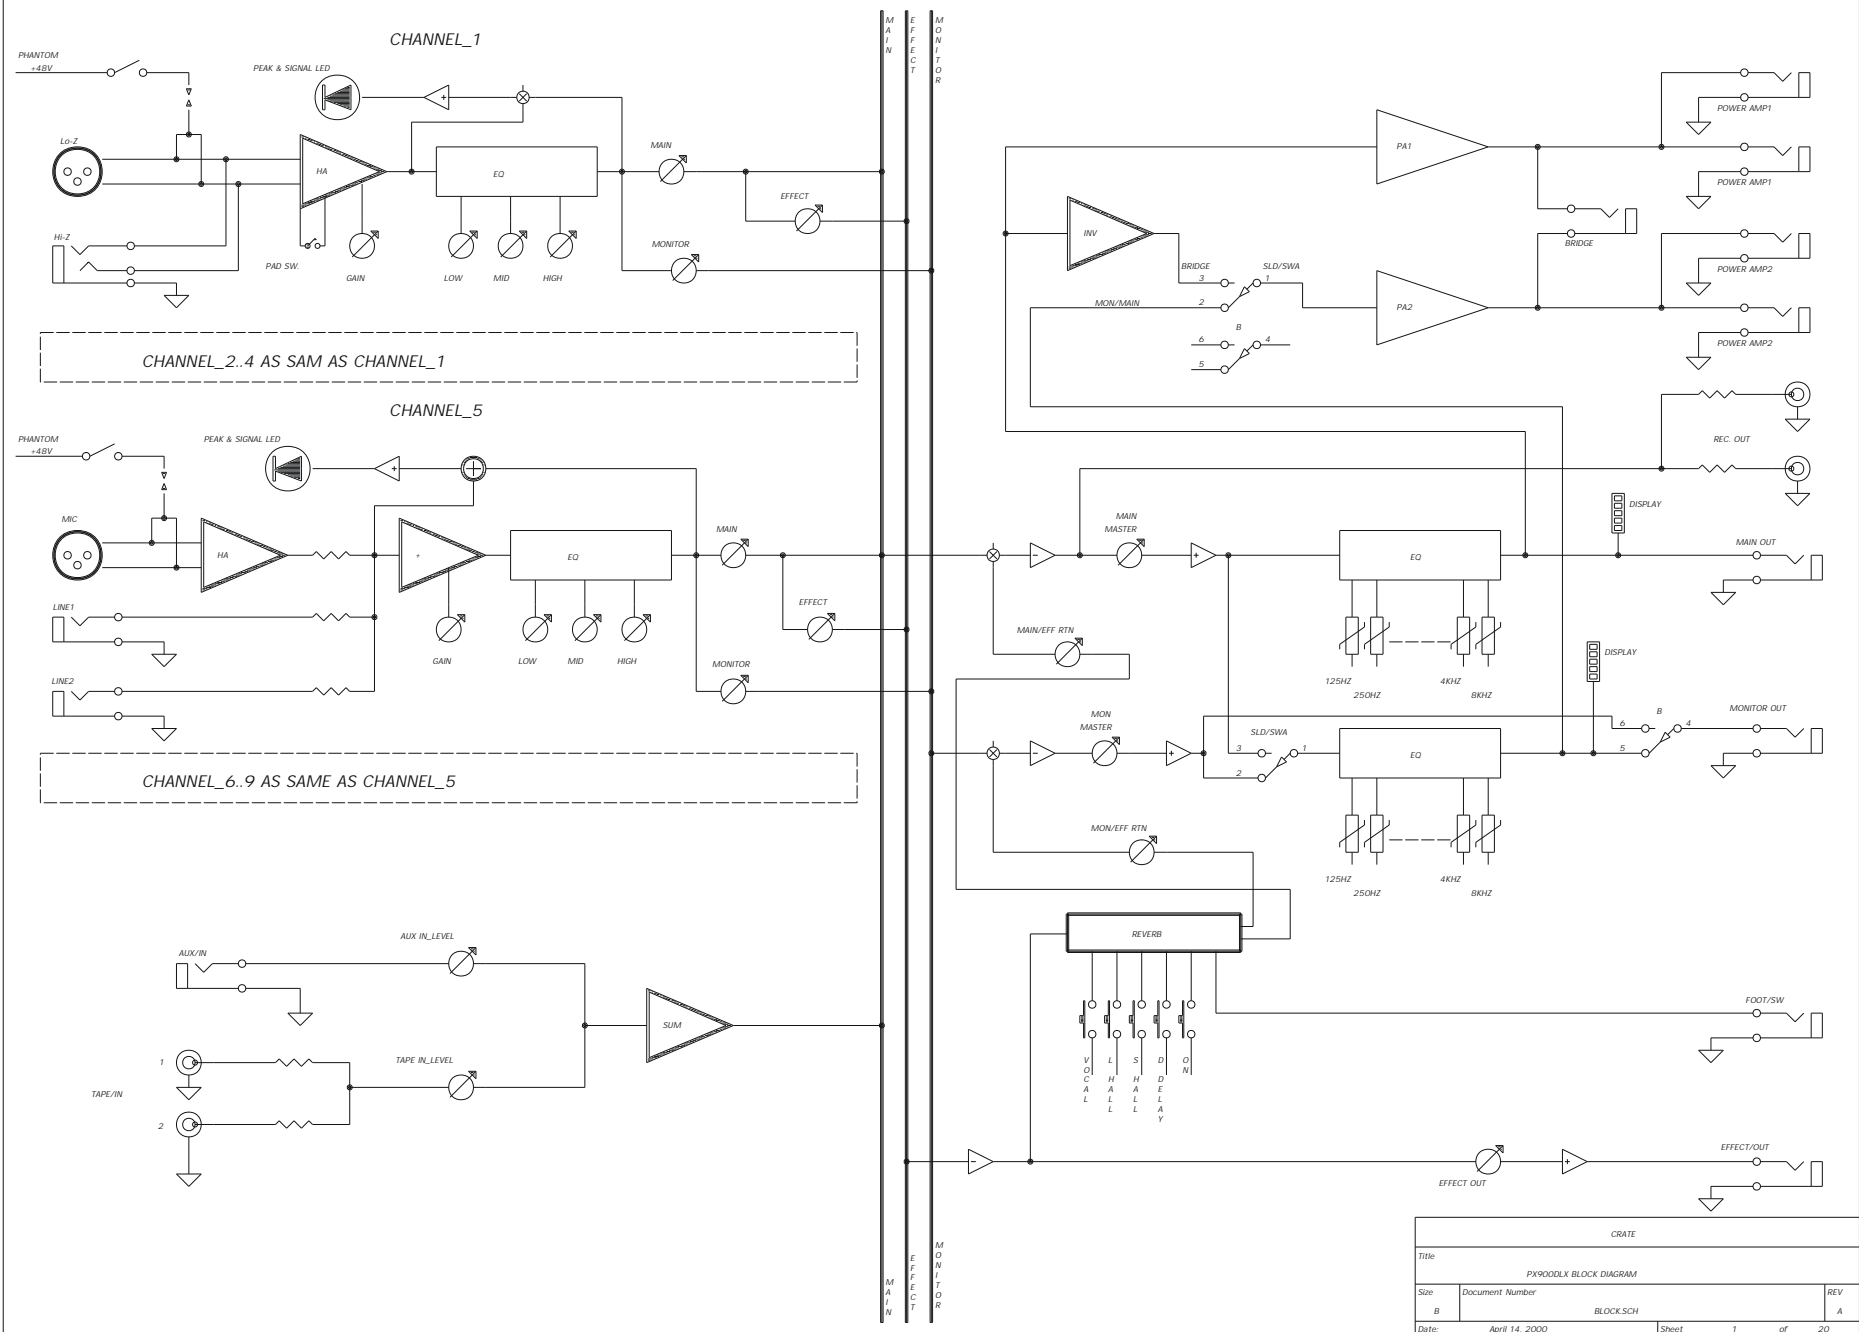 CHANNEL_1
PHANTOM
+48V
PEAK & SIGNAL LED
Lo-Z
HA
EQ
MAIN
EFFECT
Hi-Z
PAD SW.
GAIN
LOW
MID
HIGH
MONITOR
CHANNEL_2..4 AS SAM AS CHANNEL_1
CHANNEL_5
PHANTOM
+48V
PEAK & SIGNAL LED
MIC
HA
+
EQ
MAIN
LINE1
EFFECT
GAIN
LOW
MID
HIGH
MONITOR
LINE2
CHANNEL_6..9 AS SAME AS CHANNEL_5
AUX/IN
AUX IN_LEVEL
SUM
1
TAPE IN_LEVEL
TAPE/IN
2
MAIN
EFFECT
MONITOR
MAIN
EFFECT
MONITOR
PA1
POWER AMP1
POWER AMP1
INV
BRIDGE
BRIDGE
SLD/SWA
3
1
2
MON/MAIN
B
6
4
5
PA2
POWER AMP2
POWER AMP2
REC. OUT
DISPLAY
MAIN
MASTER
EQ
MAIN OUT
MAIN/EFF RTN
125HZ
250HZ
4KHZ
8KHZ
DISPLAY
MON
MASTER
SLD/SWA
3
1
2
EQ
B
6
4
5
MONITOR OUT
MON/EFF RTN
125HZ
250HZ
4KHZ
8KHZ
REVERB
VOCAL
L HALL
S HALL
D DELAY
ON
FOOT/SW
EFFECT OUT
EFFECT/OUT
CRATE
Title
PX900DLX BLOCK DIAGRAM
Size
Document Number
REV
B
BLOCK.SCH
A
Date:
April 14, 2000
Sheet
1
of
20